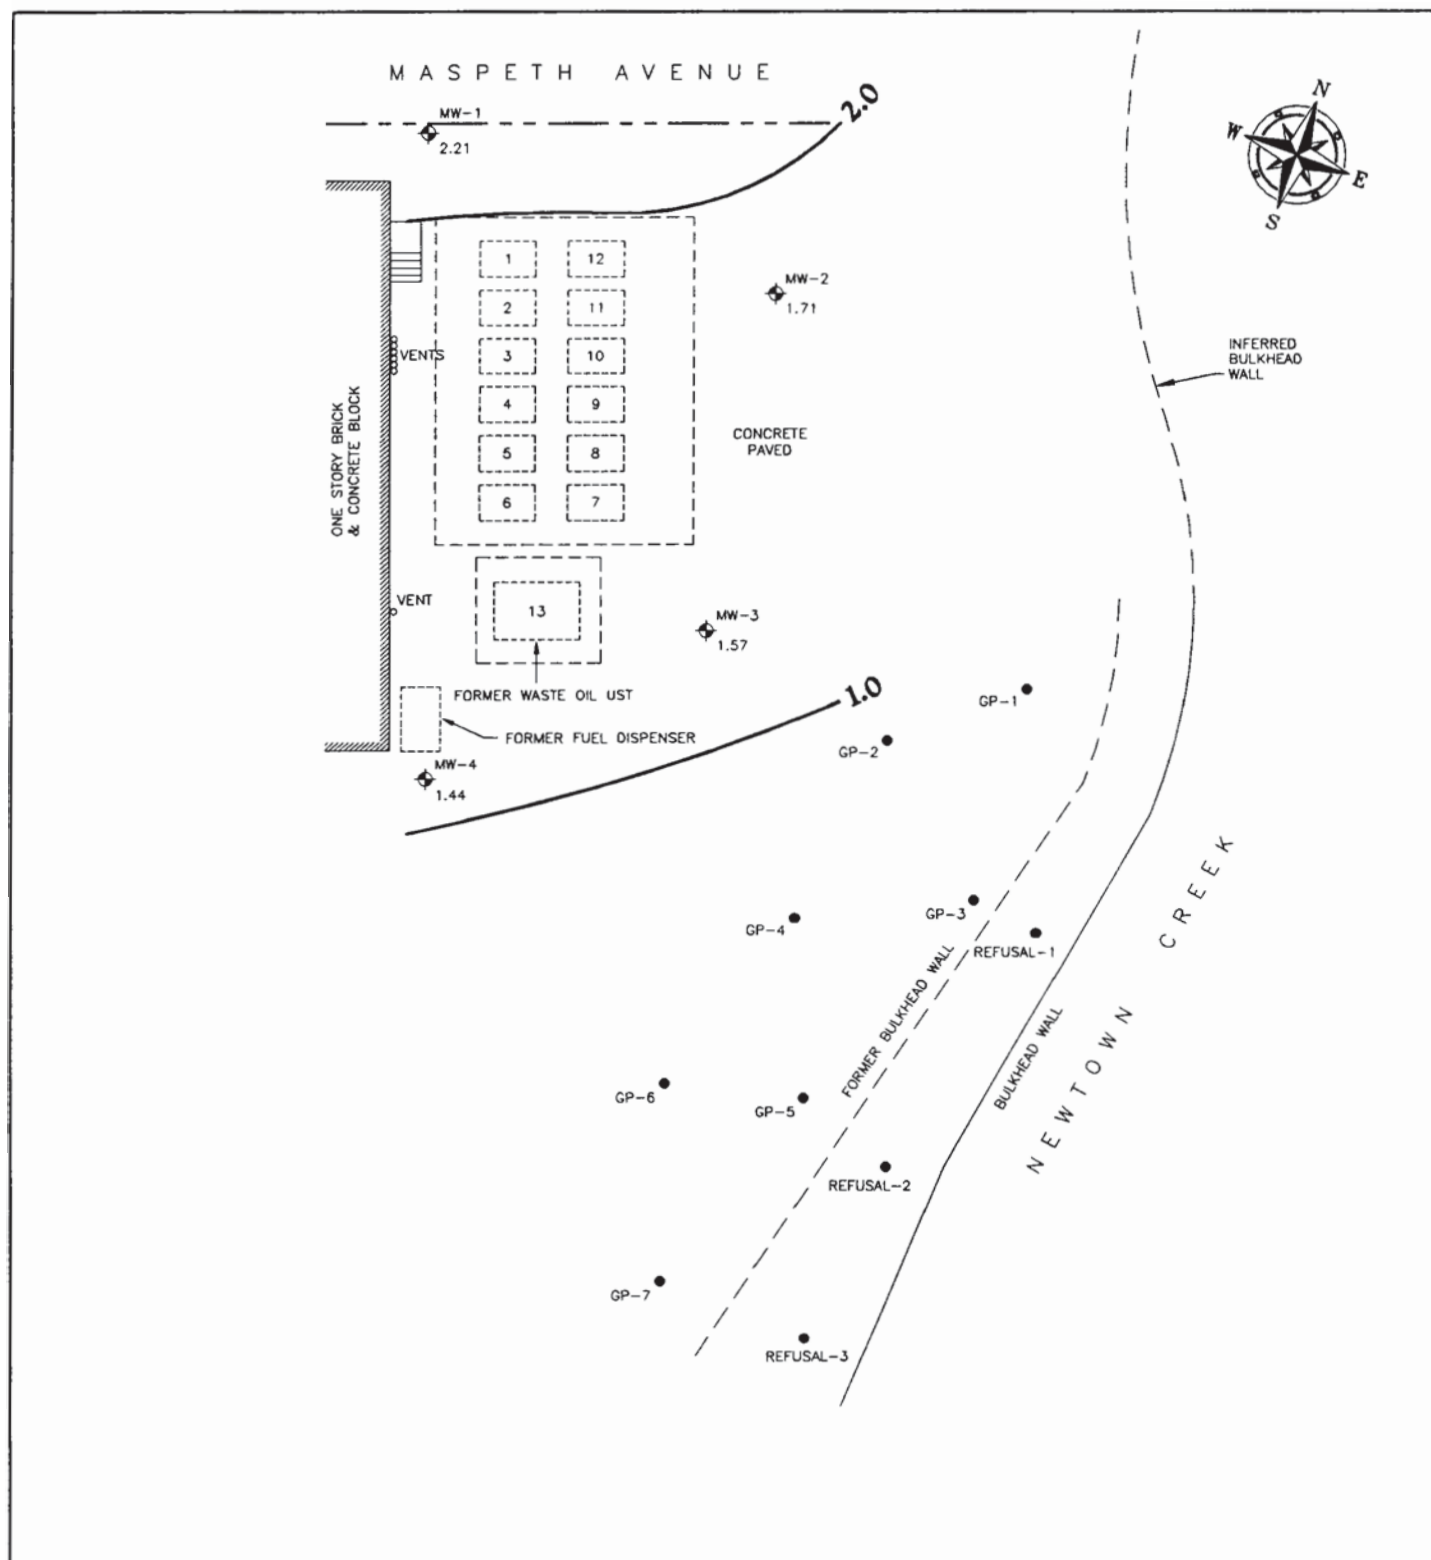 MASPETH AVENUE
2.0
MW-1
2.21
N
W
E
S
1
12
2
11
3
10
4
9
5
8
6
7
VENTS
MW-2
1.71
INFERRED
BULKHEAD
WALL
ONE STORY BRICK
& CONCRETE BLOCK
CONCRETE
PAVED
VENT
13
MW-3
1.57
FORMER WASTE OIL UST
1.0
GP-1
FORMER FUEL DISPENSER
GP-2
MW-4
1.44
GP-3
GP-4
REFUSAL-1
FORMER BULKHEAD WALL
BULKHEAD WALL
NEWTOWN CREEK
GP-6
GP-5
REFUSAL-2
GP-7
REFUSAL-3